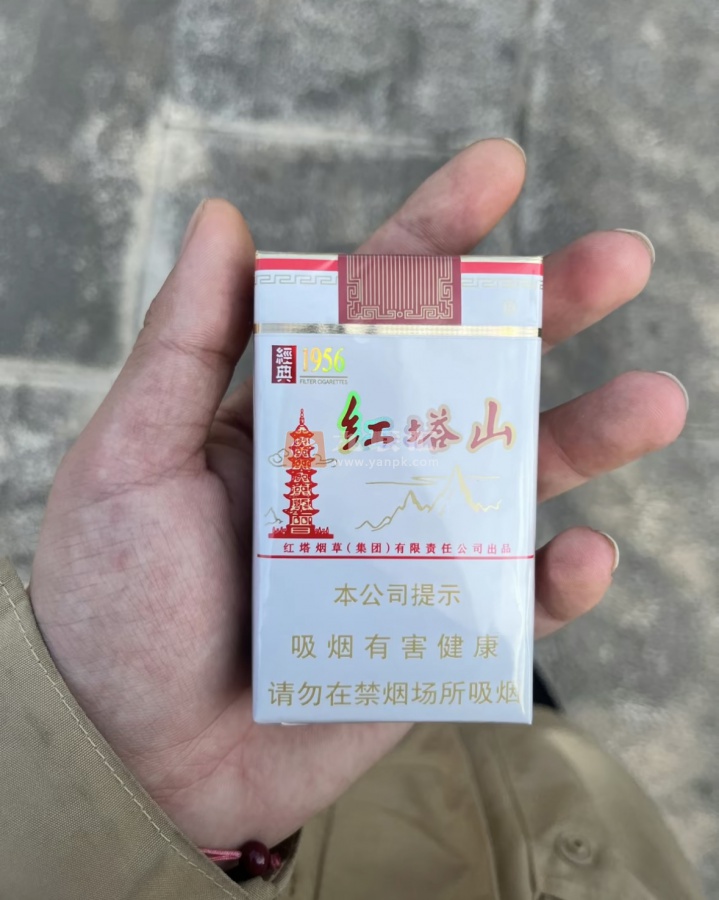 經典
1956
FILTER CIGARETTES
红塔山
www.yanpk.com
红塔烟草(集团)有限责任公司出品
本公司提示
吸烟有害健康
请勿在禁烟场所吸烟